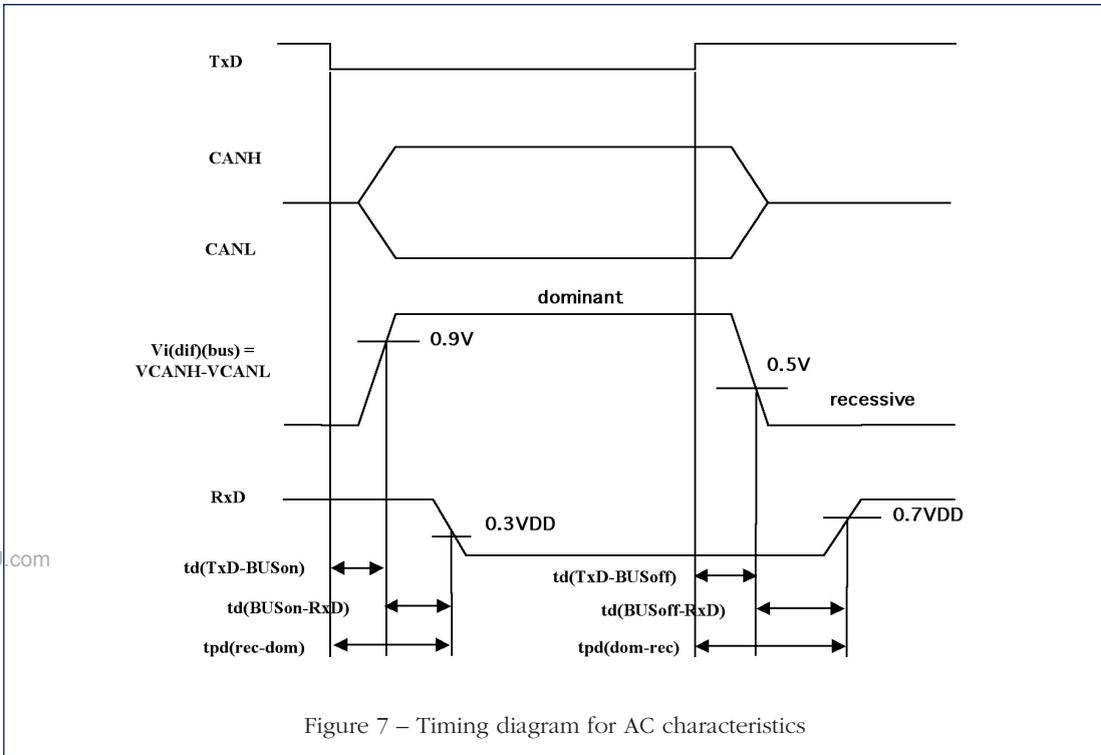 TxD
CANH
CANL
dominant
0.9V
Vi(dif)(bus) =
VCANH-VCANL
0.5V
recessive
RxD
0.3VDD
0.7VDD
.com
td(TxD-BUSon)
td(TxD-BUSoff)
td(BUSon-RxD)
td(BUSoff-RxD)
tpd(rec-dom)
tpd(dom-rec)
Figure 7 – Timing diagram for AC characteristics